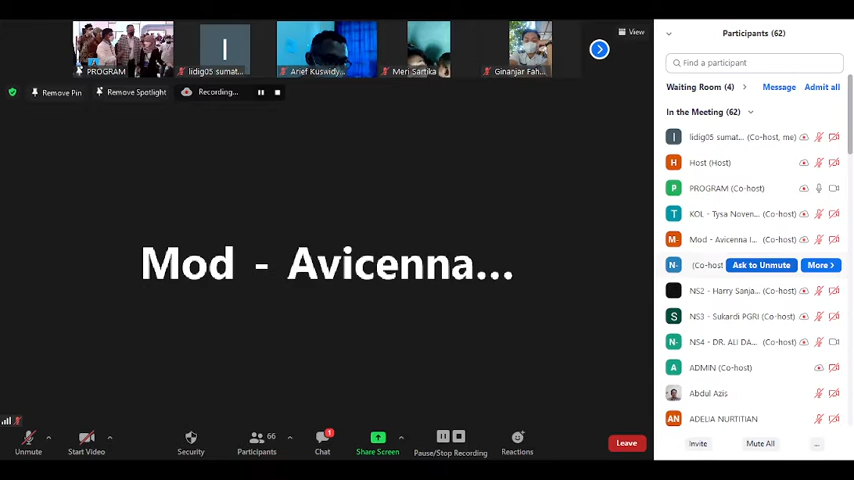 View
PROGRAM
lidig05 sumat...
Arief Kuswidy...
Meri Sartika
Ginanjar Fah...
Remove Pin
Remove Spotlight
Recording...
Mod - Avicenna...
Participants (62)
Find a participant
Waiting Room (4)
Message
Admit all
In the Meeting (62)
I
lidig05 sumat... (Co-host, me)
H
Host (Host)
P
PROGRAM (Co-host)
T
KOL - Tysa Noven... (Co-host)
M-
Mod - Avicenna I... (Co-host)
N-
(Co-host
Ask to Unmute
More
NS2 - Harry Sanja... (Co-host)
S
NS3 - Sukardi PGRI (Co-host)
N-
NS4 - DR. ALI DA... (Co-host)
A
ADMIN (Co-host)
Abdul Azis
AN
ADELIA NURTITIAN
Invite
Mute All
...
Unmute
Start Video
Security
Participants
66
Chat
1
Share Screen
Pause/Stop Recording
Reactions
Leave